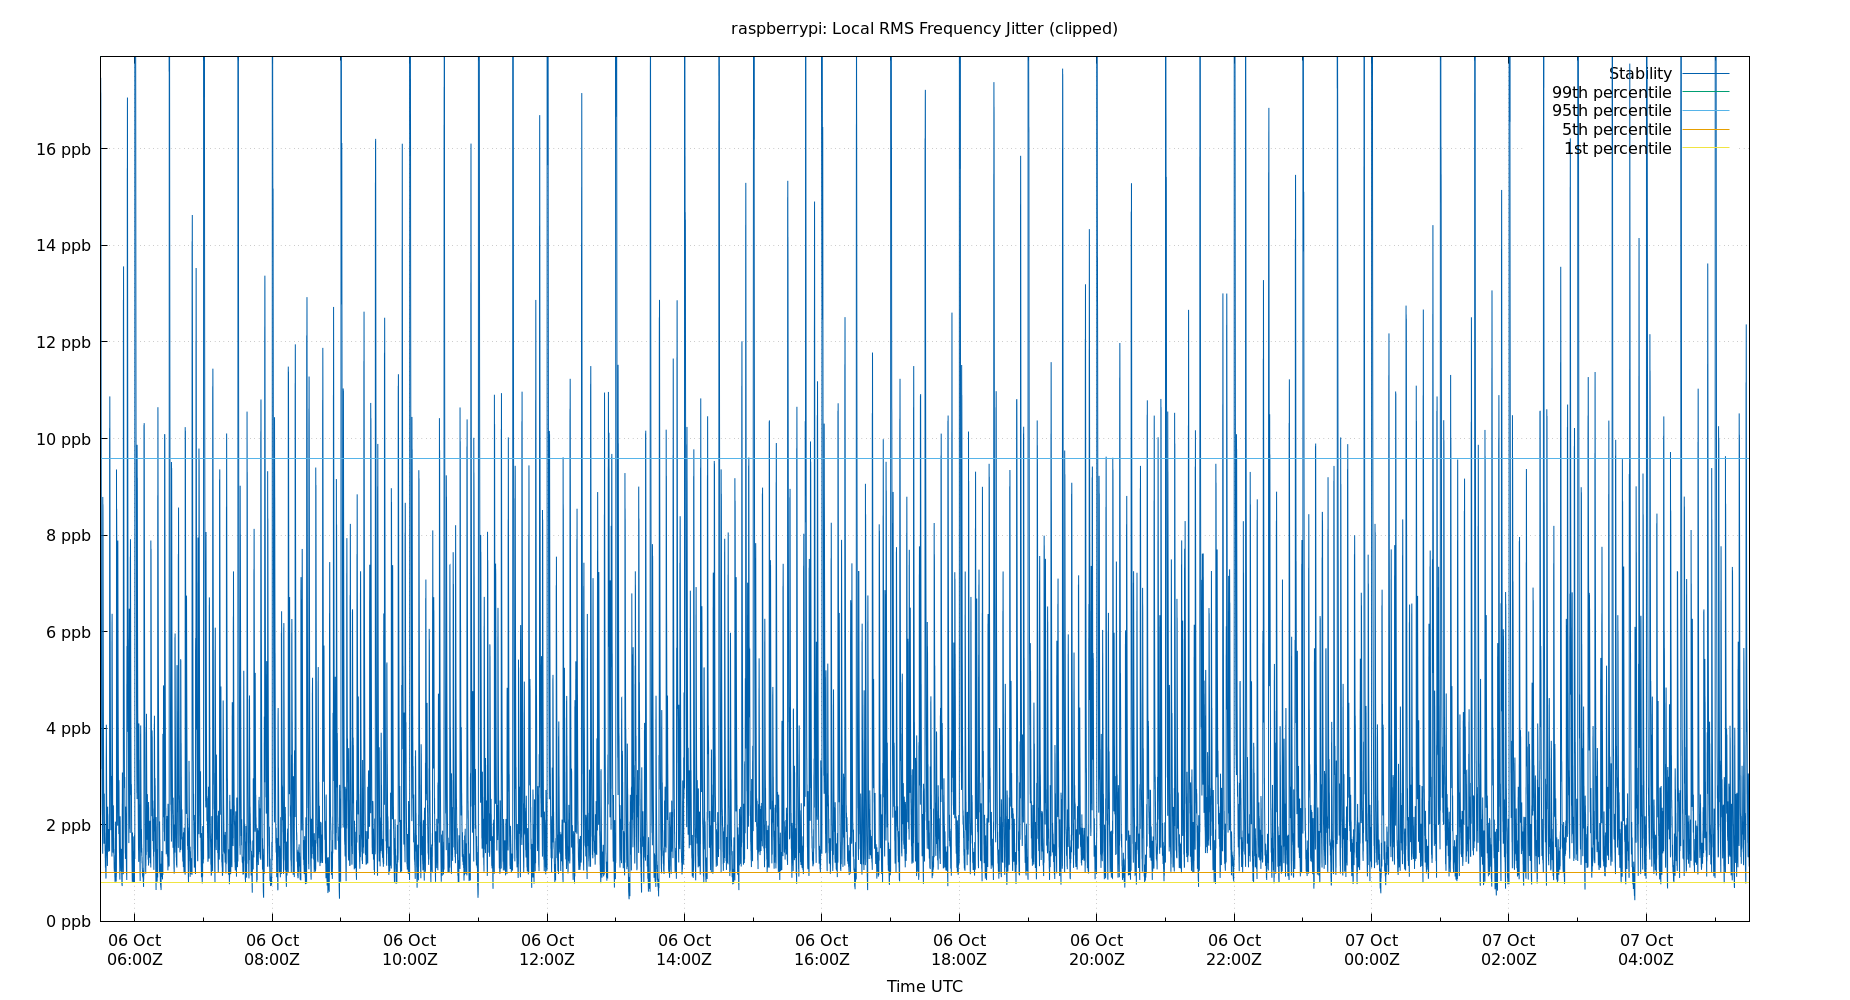 raspberrypi: Local RMS Frequency Jitter (clipped)
Stability
99th percentile
95th percentile
5th percentile
1st percentile
16 ppb
14 ppb
12 ppb
10 ppb
8 ppb
6 ppb
4 ppb
2 ppb
0 ppb
06 Oct 06 Oct 06 Oct 06 Oct 06 Oct 06 Oct 06 Oct 06 Oct 06 Oct 07 Oct 07 Oct 07 Oct
06:00Z 08:00Z 10:00Z 12:00Z 14:00Z 16:00Z 18:00Z 20:00Z 22:00Z 00:00Z 02:00Z 04:00Z
Time UTC